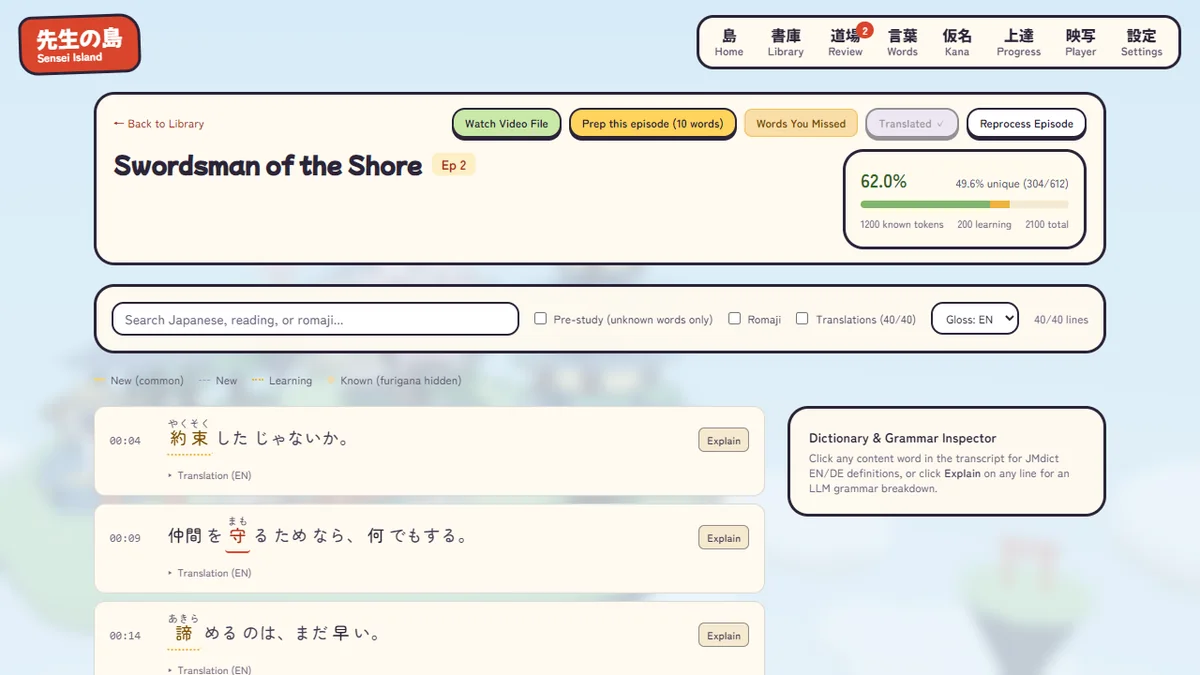 先生の島
Sensei Island
島 書庫 道場 2 言葉 仮名 上達 映写 設定
Home Library Review Words Kana Progress Player Settings
← Back to Library
Watch Video File
Prep this episode (10 words)
Words You Missed
Translated ✓
Reprocess Episode
Swordsman of the Shore Ep 2
62.0% 49.6% unique (304/612)
1200 known tokens 200 learning 2100 total
Search Japanese, reading, or romaji...
Pre-study (unknown words only)
Romaji
Translations (40/40)
Gloss: EN
40/40 lines
New (common) New Learning Known (furigana hidden)
やくそく
00:04 約束したじゃないか。 Explain
‣ Translation (EN)
まも
00:09 仲間を守るためなら、何でもする。 Explain
‣ Translation (EN)
あきら
00:14 諦めるのは、まだ早い。 Explain
‣ Translation (EN)
Dictionary & Grammar Inspector
Click any content word in the transcript for JMdict
EN/DE definitions, or click Explain on any line for an
LLM grammar breakdown.